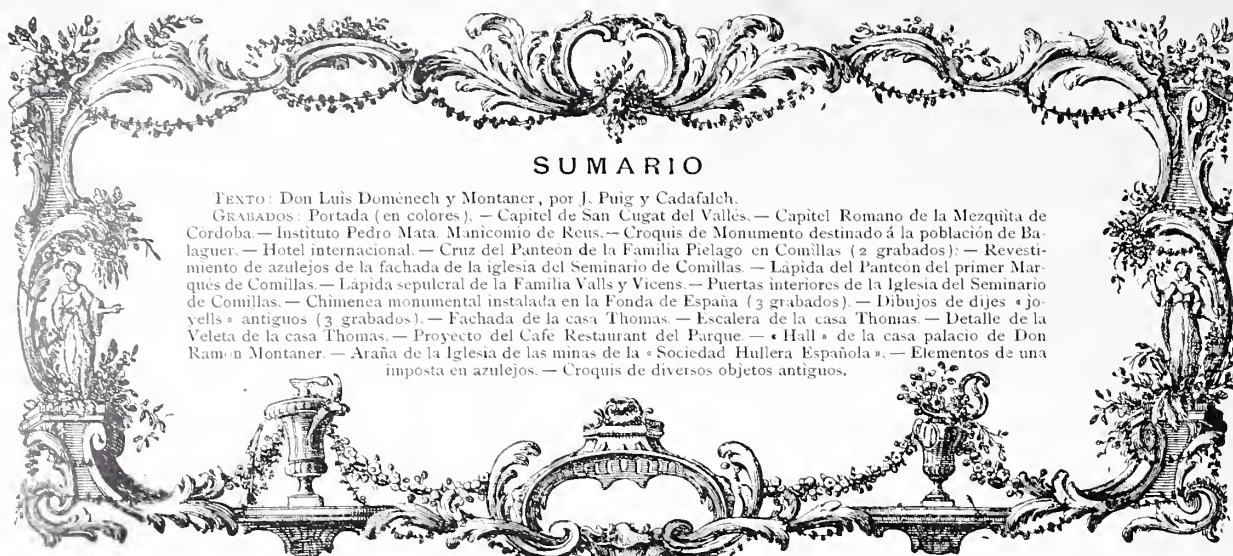 SUMARIO
TEXTO: Don Luis Doménech y Montaner, por J. Puig y Cadafalch.
GRABADOS: Portada (en colores). — Capitel de San Cugat del Vallés. — Capitel Romano de la Mezquita de
Córdoba. — Instituto Pedro Mata. Manicomio de Reus. — Croquis de Monumento destinado á la población de Ba-
laguer. — Hotel internacional. — Cruz del Panteón de la Familia Piélago en Comillas (2 grabados): — Revesti-
miento de azulejos de la fachada de la iglesia del Seminario de Comillas. — Lápida del Panteón del primer Mar-
qués de Comillas. — Lápida sepulcral de la Familia Valls y Vicens. — Puertas interiores de la Iglesia del Seminario
de Comillas. — Chimenea monumental instalada en la Fonda de España (3 grabados). — Dibujos de dijes « jo-
yells » antiguos (3 grabados). — Fachada de la casa Thomas. — Escalera de la casa Thomas. — Detalle de la
Veleta de la casa Thomas. — Proyecto del Café Restaurant del Parque. — « Hall » de la casa palacio de Don
Ramón Montaner. — Araña de la Iglesia de las minas de la « Sociedad Hullera Española ». — Elementos de una
imposta en azulejos. — Croquis de diversos objetos antiguos.